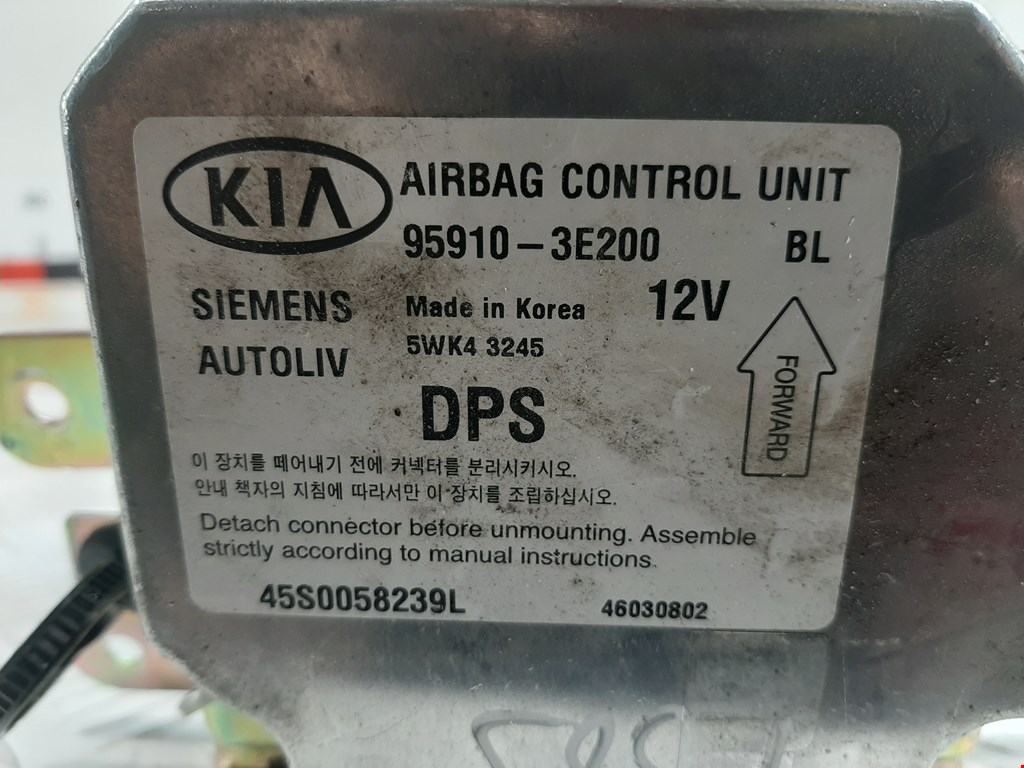 KIA AIRBAG CONTROL UNIT
95910-3E200 BL
SIEMENS Made in Korea 12V
AUTOLIV 5WK4 3245
FORWARD
DPS
이 장치를 떼어내기 전에 커넥터를 분리시키시오.
안내 책자의 지침에 따라서만 이 장치를 조립하십시오.
Detach connector before unmounting. Assemble
strictly according to manual instructions.
45S0058239L 46030802